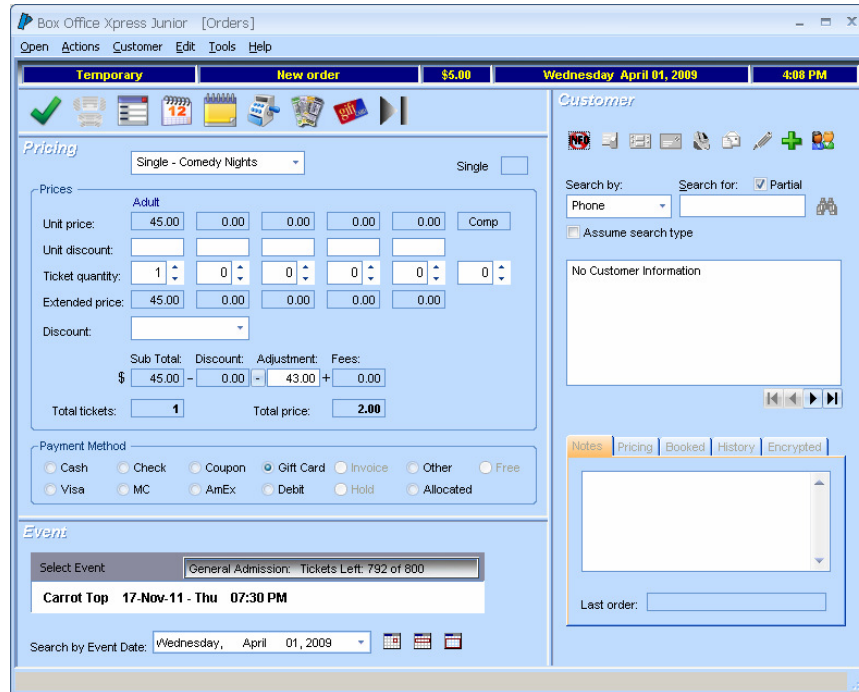 Box Office Xpress Junior [Orders]
Open Actions Customer Edit Tools Help
Temporary New order $5.00 Wednesday April 01, 2009 4:08 PM
12 gift
Pricing
Single - Comedy Nights Single
Prices
Adult
Unit price: 45.00 0.00 0.00 0.00 0.00 Comp
Unit discount:
Ticket quantity: 1 0 0 0 0 0
Extended price: 45.00 0.00 0.00 0.00 0.00
Discount:
Sub Total: Discount: Adjustment: Fees:
$ 45.00 - 0.00 - 43.00 + 0.00
Total tickets: 1 Total price: 2.00
Payment Method
Cash Check Coupon Gift Card Invoice Other Free
Visa MC AmEx Debit Hold Allocated
Event
Select Event General Admission: Tickets Left: 792 of 800
Carrot Top 17-Nov-11 - Thu 07:30 PM
Search by Event Date: Wednesday, April 01, 2009
Customer
INFO
Search by: Search for: Partial
Phone
Assume search type
No Customer Information
Notes Pricing Booked History Encrypted
Last order: